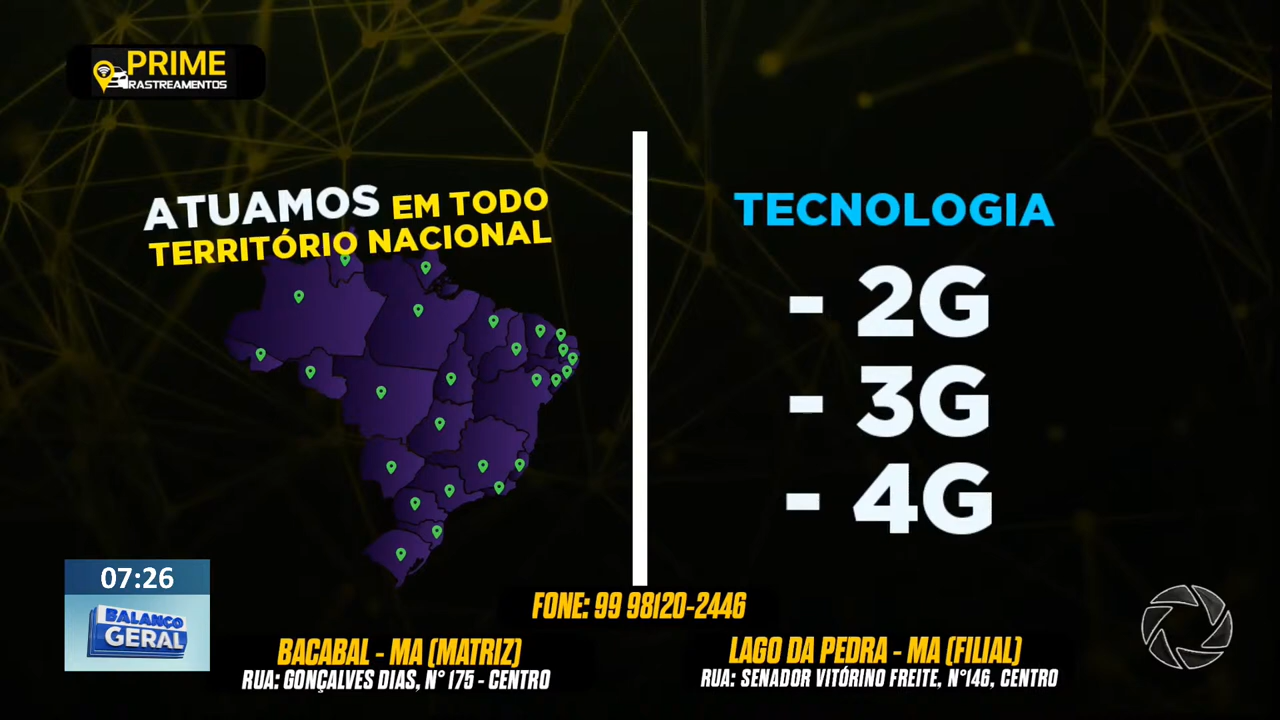 PRIME
RASTREAMENTOS
ATUAMOS EM TODO
TERRITÓRIO NACIONAL
TECNOLOGIA
- 2G
- 3G
- 4G
07:26
BALANÇO
GERAL
FONE: 99 98120-2446
BACABAL - MA (MATRIZ)
RUA: GONÇALVES DIAS, N° 175 - CENTRO
LAGO DA PEDRA - MA (FILIAL)
RUA: SENADOR VITÓRINO FREITE, N°146, CENTRO